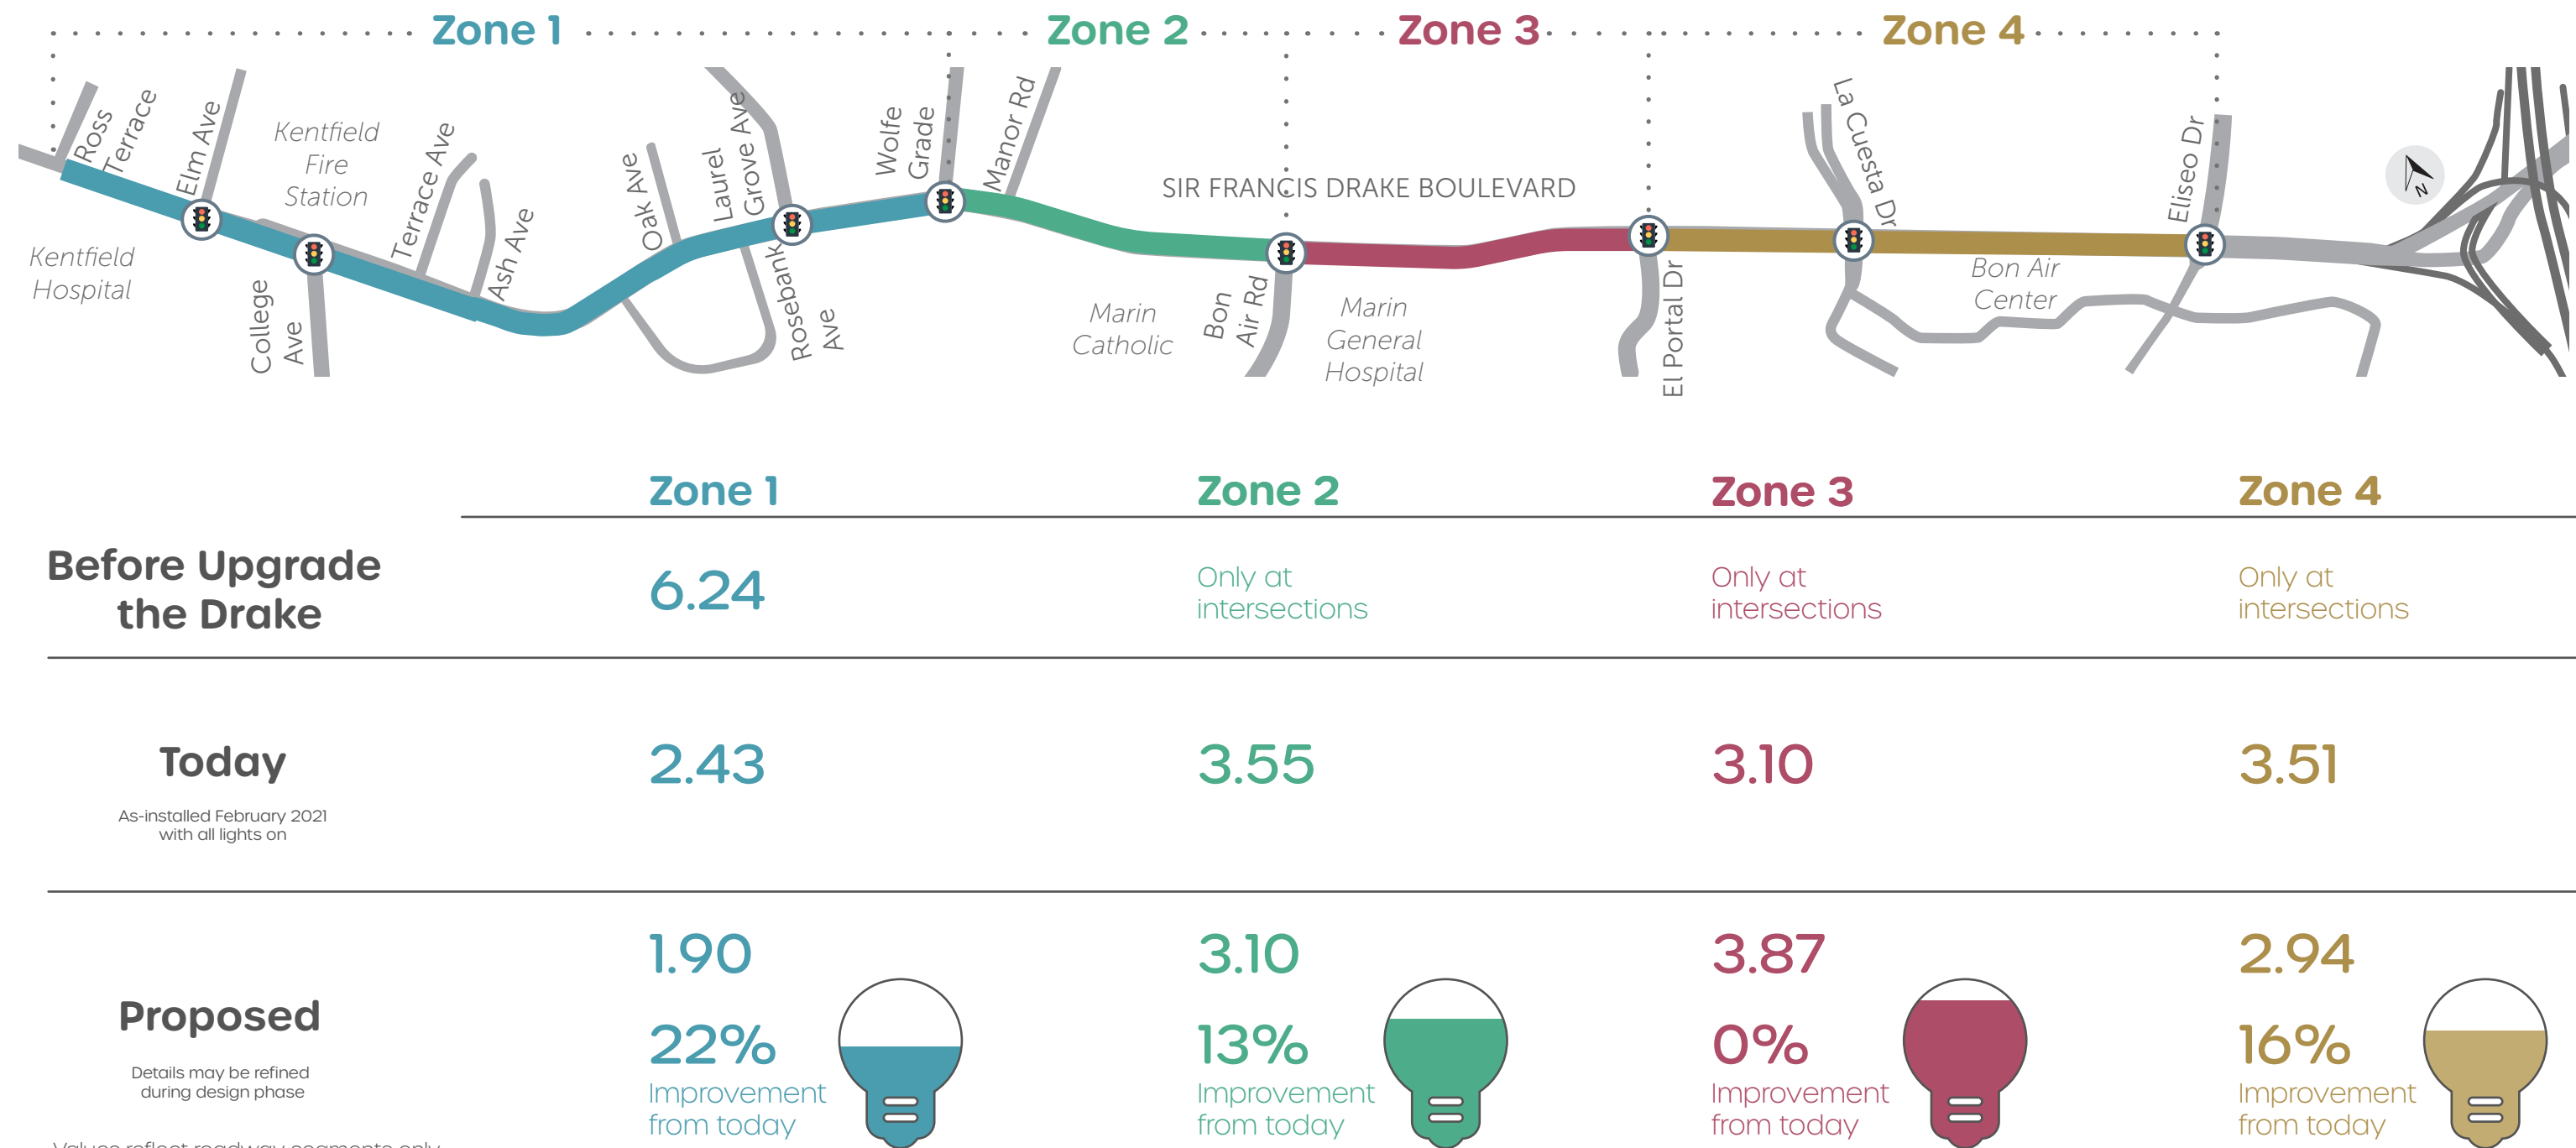 Zone 1
Zone 2
Zone 3
Zone 4
Ross
Terrace
Elm Ave
Kentfield
Fire
Station
Terrace Ave
Ash Ave
Oak Ave
Laurel
Grove Ave
Wolfe
Grade
Manor Rd
SIR FRANCIS DRAKE BOULEVARD
La Cuesta Dr
Eliseo Dr
N
Kentfield
Hospital
College
Ave
Rosebank
Ave
Marin
Catholic
Bon
Air Rd
Marin
General
Hospital
El Portal Dr
Bon Air
Center
Zone 1
Zone 2
Zone 3
Zone 4
Before Upgrade
the Drake
6.24
Only at
intersections
Only at
intersections
Only at
intersections
Today
As-installed February 2021
with all lights on
2.43
3.55
3.10
3.51
Proposed
Details may be refined
during design phase
1.90
22%
Improvement
from today
3.10
13%
Improvement
from today
3.87
0%
Improvement
from today
2.94
16%
Improvement
from today
Values reflect roadway segments only